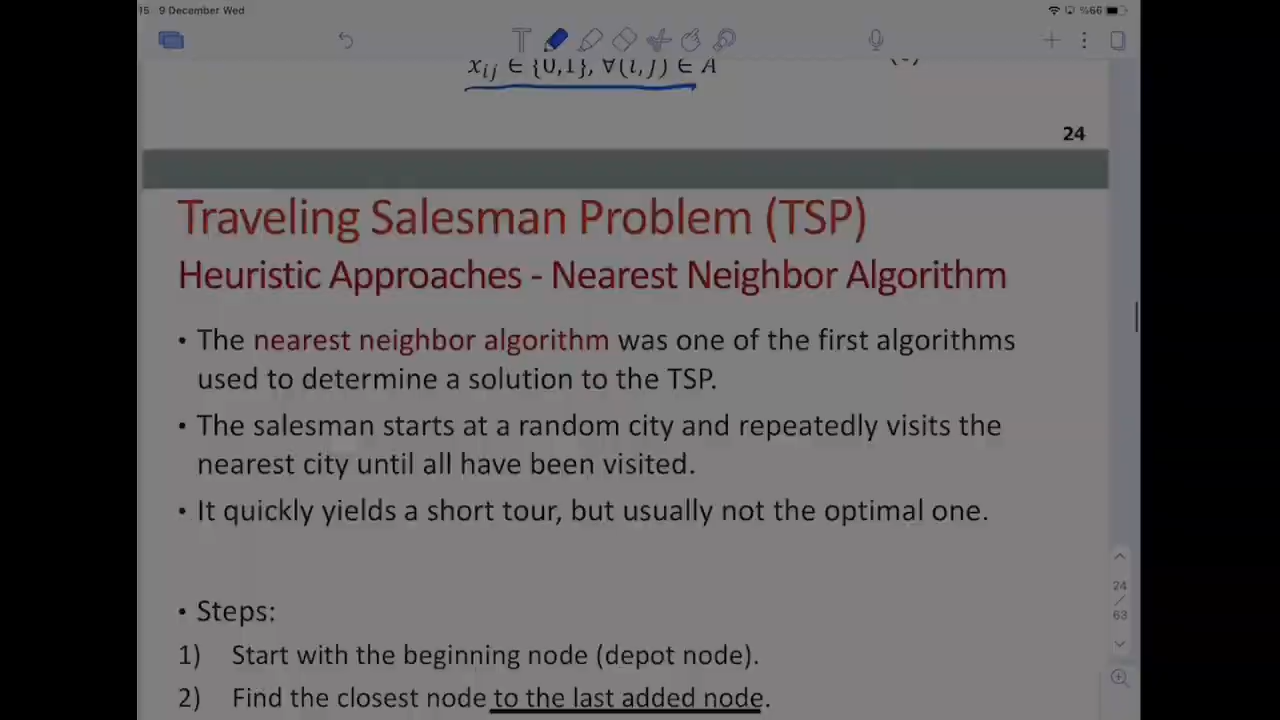 15 9 December Wed
%66
x_{ij} ∈ {0,1}, ∀(i,j) ∈ A
24
Traveling Salesman Problem (TSP)
Heuristic Approaches - Nearest Neighbor Algorithm
• The nearest neighbor algorithm was one of the first algorithms
used to determine a solution to the TSP.
• The salesman starts at a random city and repeatedly visits the
nearest city until all have been visited.
• It quickly yields a short tour, but usually not the optimal one.
• Steps:
1) Start with the beginning node (depot node).
2) Find the closest node to the last added node.
24
/
63